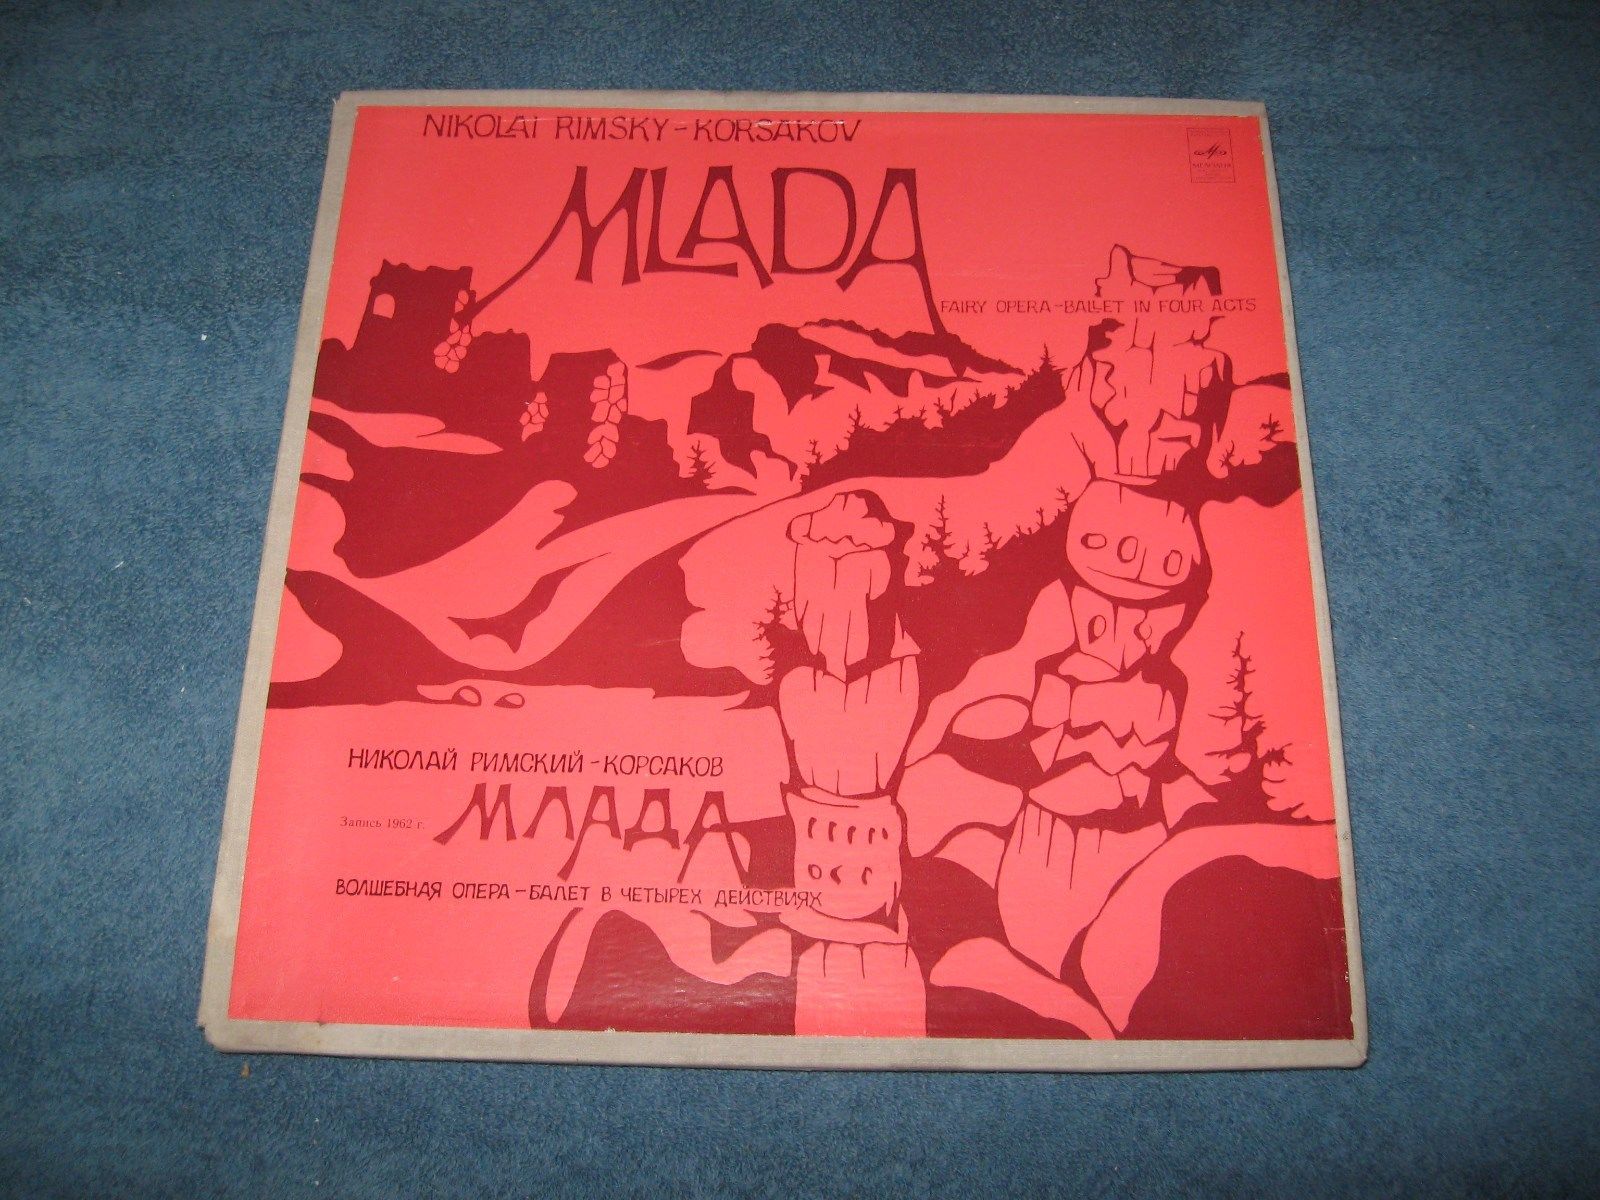 NIKOLAI RIMSKY-KORSAKOV
МЕЛОДИЯ
MLADA
FAIRY OPERA-BALLET IN FOUR ACTS
НИКОЛАЙ РИМСКИЙ-КОРСАКОВ
Запись 1962 г.
МЛАДА
ВОЛШЕБНАЯ ОПЕРА-БАЛЕТ В ЧЕТЫРЕХ ДЕЙСТВИЯХ